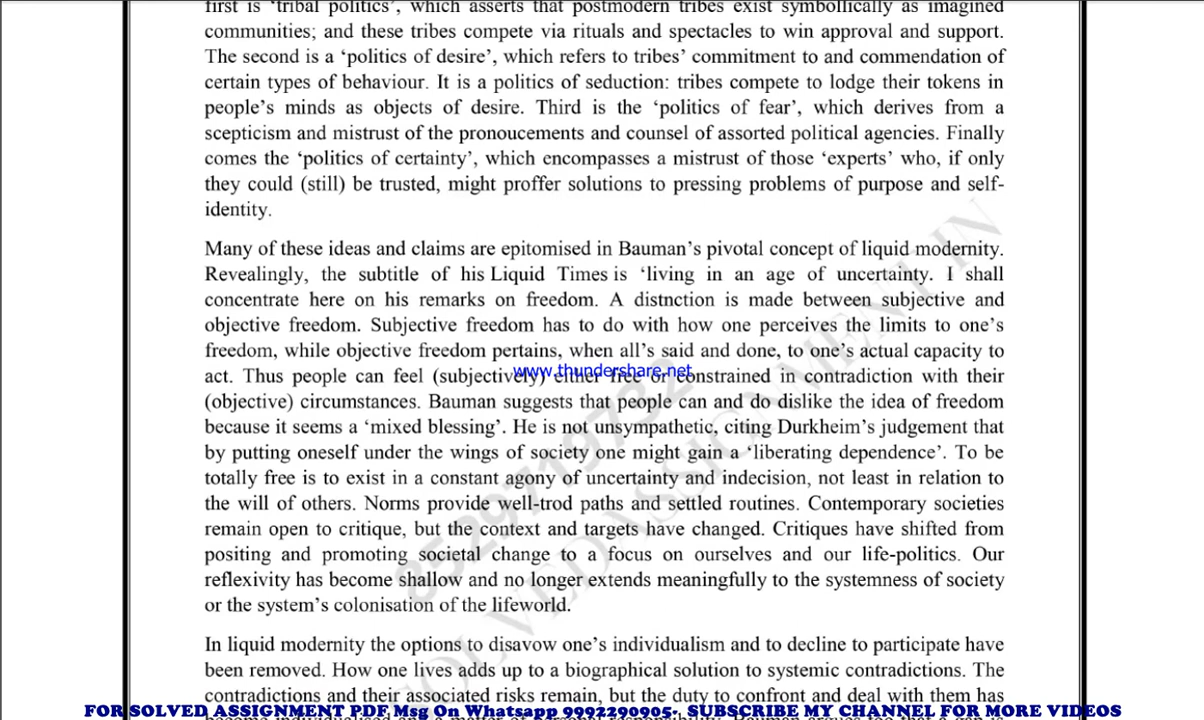 first is ‘tribal politics’, which asserts that postmodern tribes exist symbollically as imagined
communities; and these tribes compete via rituals and spectacles to win approval and support.
The second is a ‘politics of desire’, which refers to tribes’ commitment to and commendation of
certain types of behaviour. It is a politics of seduction: tribes compete to lodge their tokens in
people’s minds as objects of desire. Third is the ‘politics of fear’, which derives from a
scepticism and mistrust of the pronoucements and counsel of assorted political agencies. Finally
comes the ‘politics of certainty’, which encompasses a mistrust of those ‘experts’ who, if only
they could (still) be trusted, might proffer solutions to pressing problems of purpose and self-
identity.
Many of these ideas and claims are epitomised in Bauman’s pivotal concept of liquid modernity.
Revealingly, the subtitle of his Liquid Times is ‘living in an age of uncertainty. I shall
concentrate here on his remarks on freedom. A distnction is made between subjective and
objective freedom. Subjective freedom has to do with how one perceives the limits to one’s
freedom, while objective freedom pertains, when all’s said and done, to one’s actual capacity to
act. Thus people can feel (subjectively) either free or constrained in contradiction with their
www.thundershare.net
(objective) circumstances. Bauman suggests that people can and do dislike the idea of freedom
because it seems a ‘mixed blessing’. He is not unsympathetic, citing Durkheim’s judgement that
by putting oneself under the wings of society one might gain a ‘liberating dependence’. To be
totally free is to exist in a constant agony of uncertainty and indecision, not least in relation to
the will of others. Norms provide well-trod paths and settled routines. Contemporary societies
remain open to critique, but the context and targets have changed. Critiques have shifted from
positing and promoting societal change to a focus on ourselves and our life-politics. Our
reflexivity has become shallow and no longer extends meaningfully to the systemness of society
or the system’s colonisation of the lifeworld.
In liquid modernity the options to disavow one’s individualism and to decline to participate have
been removed. How one lives adds up to a biographical solution to systemic contradictions. The
contradictions and their associated risks remain, but the duty to confront and deal with them has
8529719732
SOLVEDASSIGNMENT IN
FOR SOLVED ASSIGNMENT PDF Msg On Whatsapp 9992290905-, SUBSCRIBE MY CHANNEL FOR MORE VIDEOS